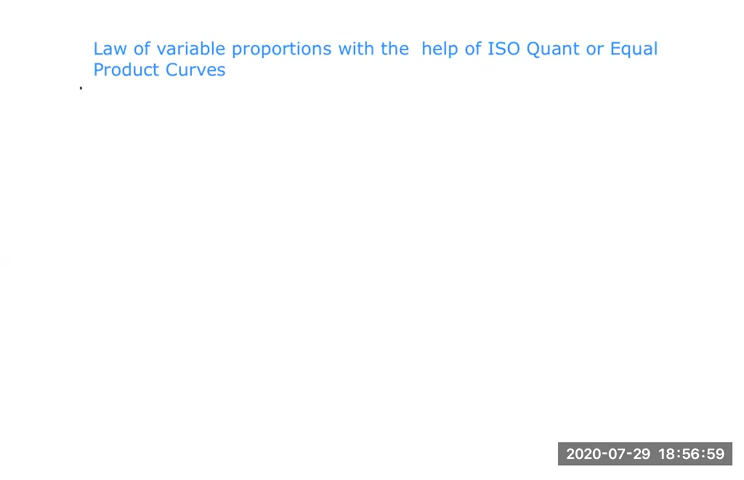 Law of variable proportions with the  help of ISO Quant or Equal
Product Curves
2020-07-29 18:56:59